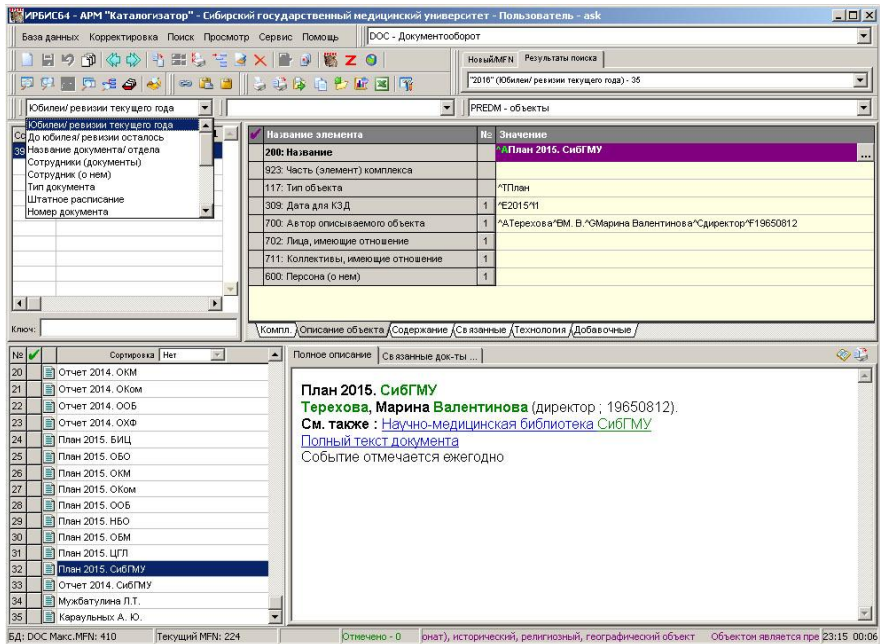 ИРБИС64 - АРМ "Каталогизатор" - Сибирский государственный медицинский университет - Пользователь - ask
База данных Корректировка Поиск Просмотр Сервис Помощь DOC - Документооборот
Новый/MFN Результаты поиска
"2016" (Юбилеи/ ревизии текущего года) - 35
Юбилеи/ ревизии текущего года
PREDM - объекты
Юбилеи/ ревизии текущего года
До юбилея/ ревизии осталось
Название документа/ отдела
Сотрудники (документы)
Сотрудник (о нем)
Тип документа
Штатное расписание
Номер документа
Ключ:
Название элемента № Значение
200: Название ^AПлан 2015. СибГМУ ...
923: Часть (элемент) комплекса
117: Тип объекта ^TПлан
309: Дата для КЗД 1 ^E2015^I1
700: Автор описываемого объекта 1 ^AТерехова^BМ. В.^GМарина Валентинова^Cдиректор^F19650812
702: Лица, имеющие отношение 1
711: Коллективы, имеющие отношение 1
600: Персона (о нем) 1
Компл. Описание объекта Содержание Связанные Технология Добавочные
№ Сортировка Нет
20 Отчет 2014. ОКМ
21 Отчет 2014. ОКом
22 Отчет 2014. ООБ
23 Отчет 2014. ОХФ
24 План 2015. БИЦ
25 План 2015. ОБО
26 План 2015. ОКМ
27 План 2015. ОКом
28 План 2015. ООБ
29 План 2015. НБО
30 План 2015. ОБМ
31 План 2015. ЦГЛ
32 План 2015. СибГМУ
33 Отчет 2014. СибГМУ
34 Мужбатулина Л.Т.
35 Караульных А. Ю.
Полное описание Связанные док-ты ...
План 2015. СибГМУ
Терехова, Марина Валентинова (директор ; 19650812).
См. также : Научно-медицинская библиотека СибГМУ
Полный текст документа
Событие отмечается ежегодно
БД: DOC Макс.MFN: 410 Текущий MFN: 224 Отмечено - 0 онат), исторический, религиозный, географический объект Объектом является пре 23:15 00:06